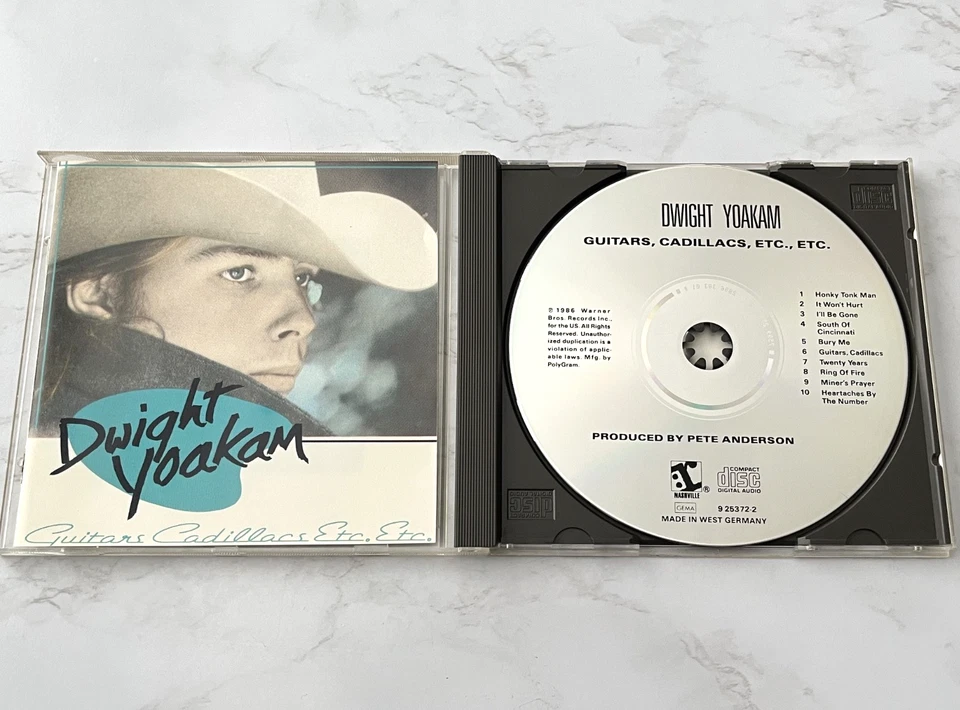 Dwight
Yoakam
Guitars Cadillacs Etc. Etc.
DWIGHT YOAKAM
GUITARS, CADILLACS, ETC., ETC.
℗ 1986 Warner
Bros. Records Inc.,
for the US. All Rights
Reserved. Unauthor-
ized duplication is a
violation of applic-
able laws. Mfg. by
PolyGram.
1 Honky Tonk Man
2 It Won't Hurt
3 I'll Be Gone
4 South Of
Cincinnati
5 Bury Me
6 Guitars, Cadillacs
7 Twenty Years
8 Ring Of Fire
9 Miner's Prayer
10 Heartaches By
The Number
PRODUCED BY PETE ANDERSON
r
NASHVILLE
®
COMPACT
disc
DIGITAL AUDIO
GEMA
9 25372-2
MADE IN WEST GERMANY